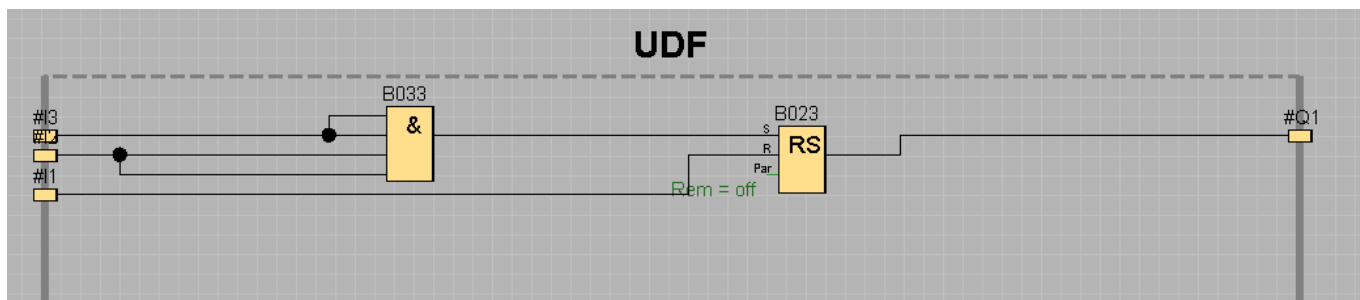 UDF
B033
#I3
&
B023
#Q1
S
RS
R
#I1
Par
Rem = off